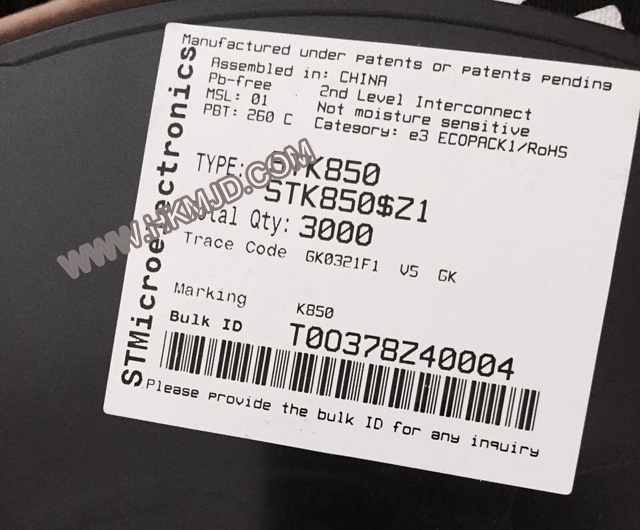 Manufactured under patents or patents pending
Assembled in: CHINA
Pb-free 2nd Level Interconnect
MSL: 01 Not moisture sensitive
PBT: 260 C Category: e3 ECOPACK1/RoHS
STMicroelectronics
TYPE: STK850
STK850$Z1
Total Qty: 3000
Trace Code GK0321F1 V5 GK
Marking K850
Bulk ID T00378Z40004
Please provide the bulk ID for any inquiry
WWW.HKMJD.COM